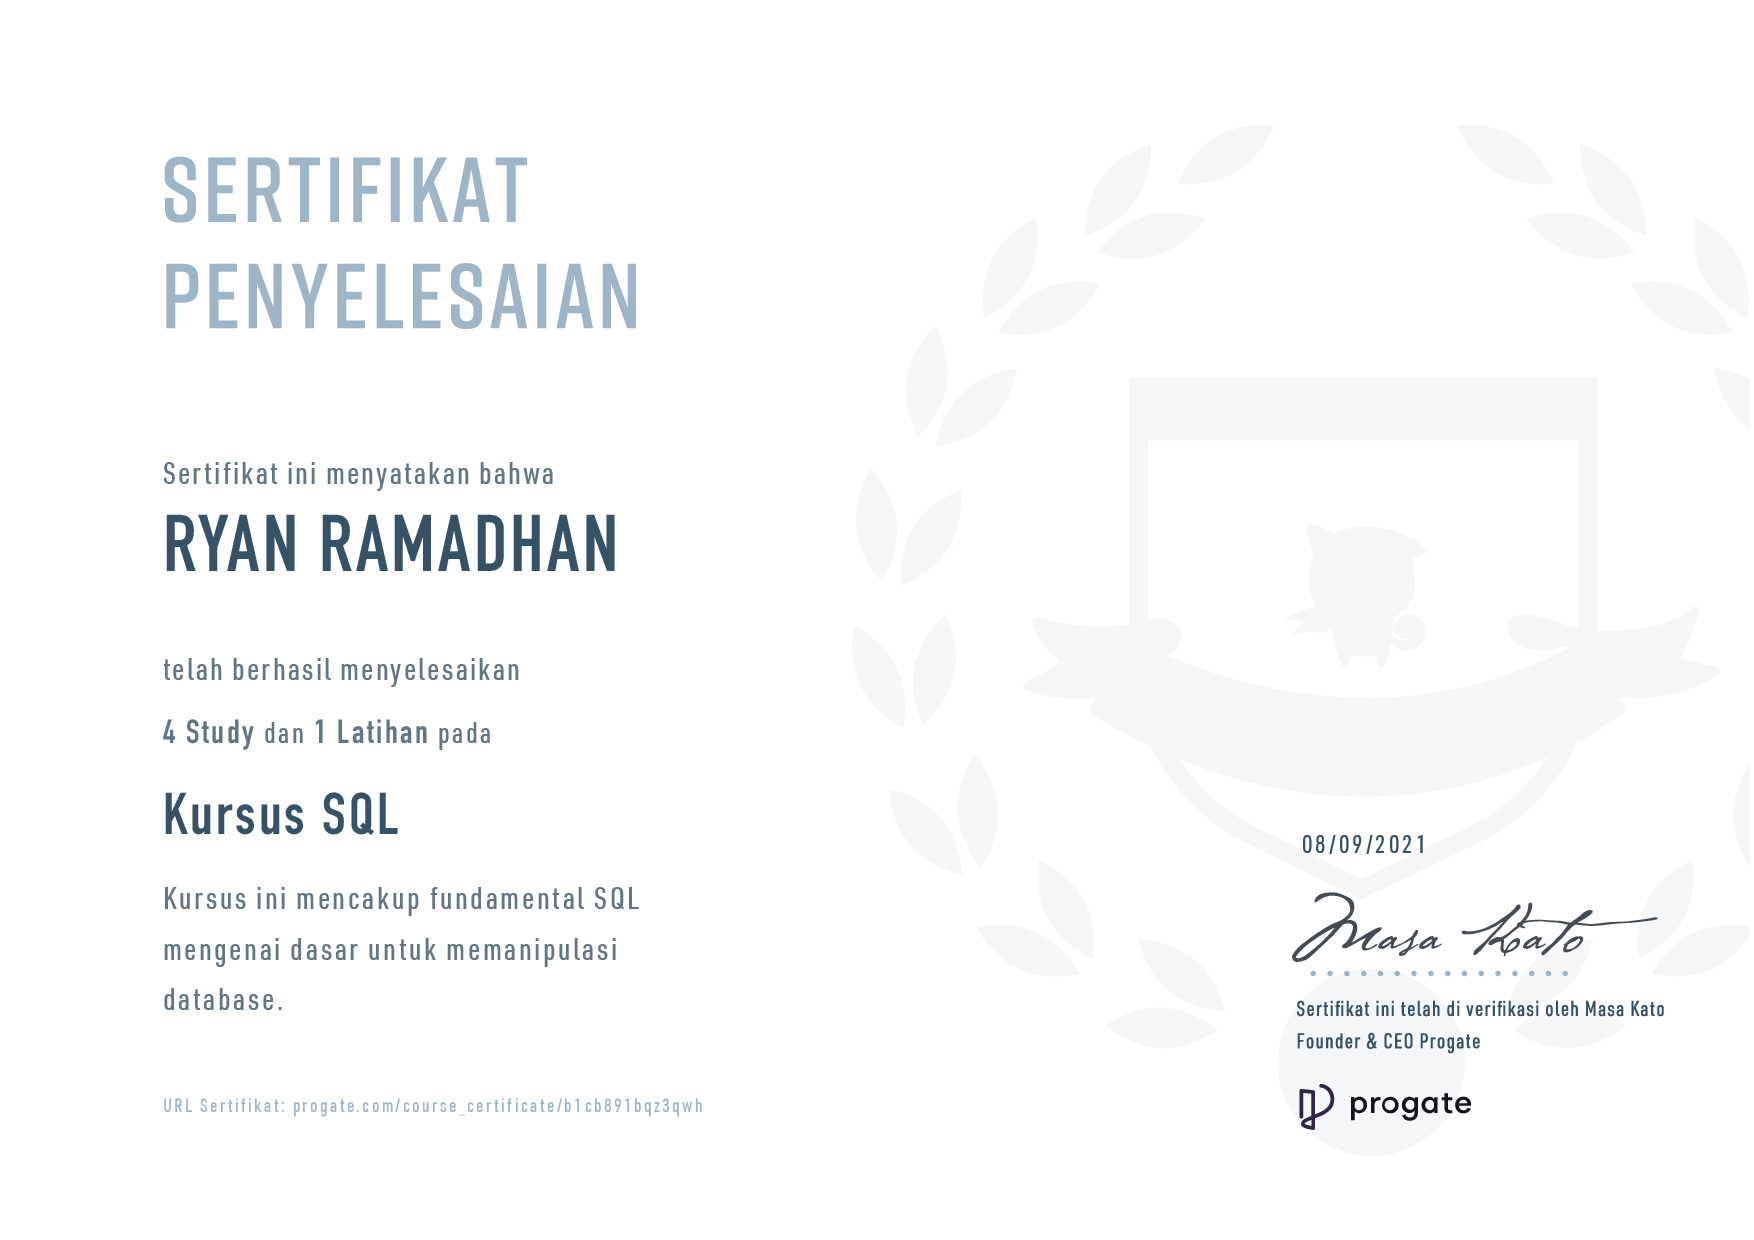 SERTIFIKAT
PENYELESAIAN
Sertifikat ini menyatakan bahwa
RYAN RAMADHAN
telah berhasil menyelesaikan
4 Study dan 1 Latihan pada
Kursus SQL
Kursus ini mencakup fundamental SQL
mengenai dasar untuk memanipulasi
database.
URL Sertifikat: progate.com/course_certificate/b1cb891bqz3qwh
08/09/2021
Masa Kato
Sertifikat ini telah di verifikasi oleh Masa Kato
Founder & CEO Progate
progate